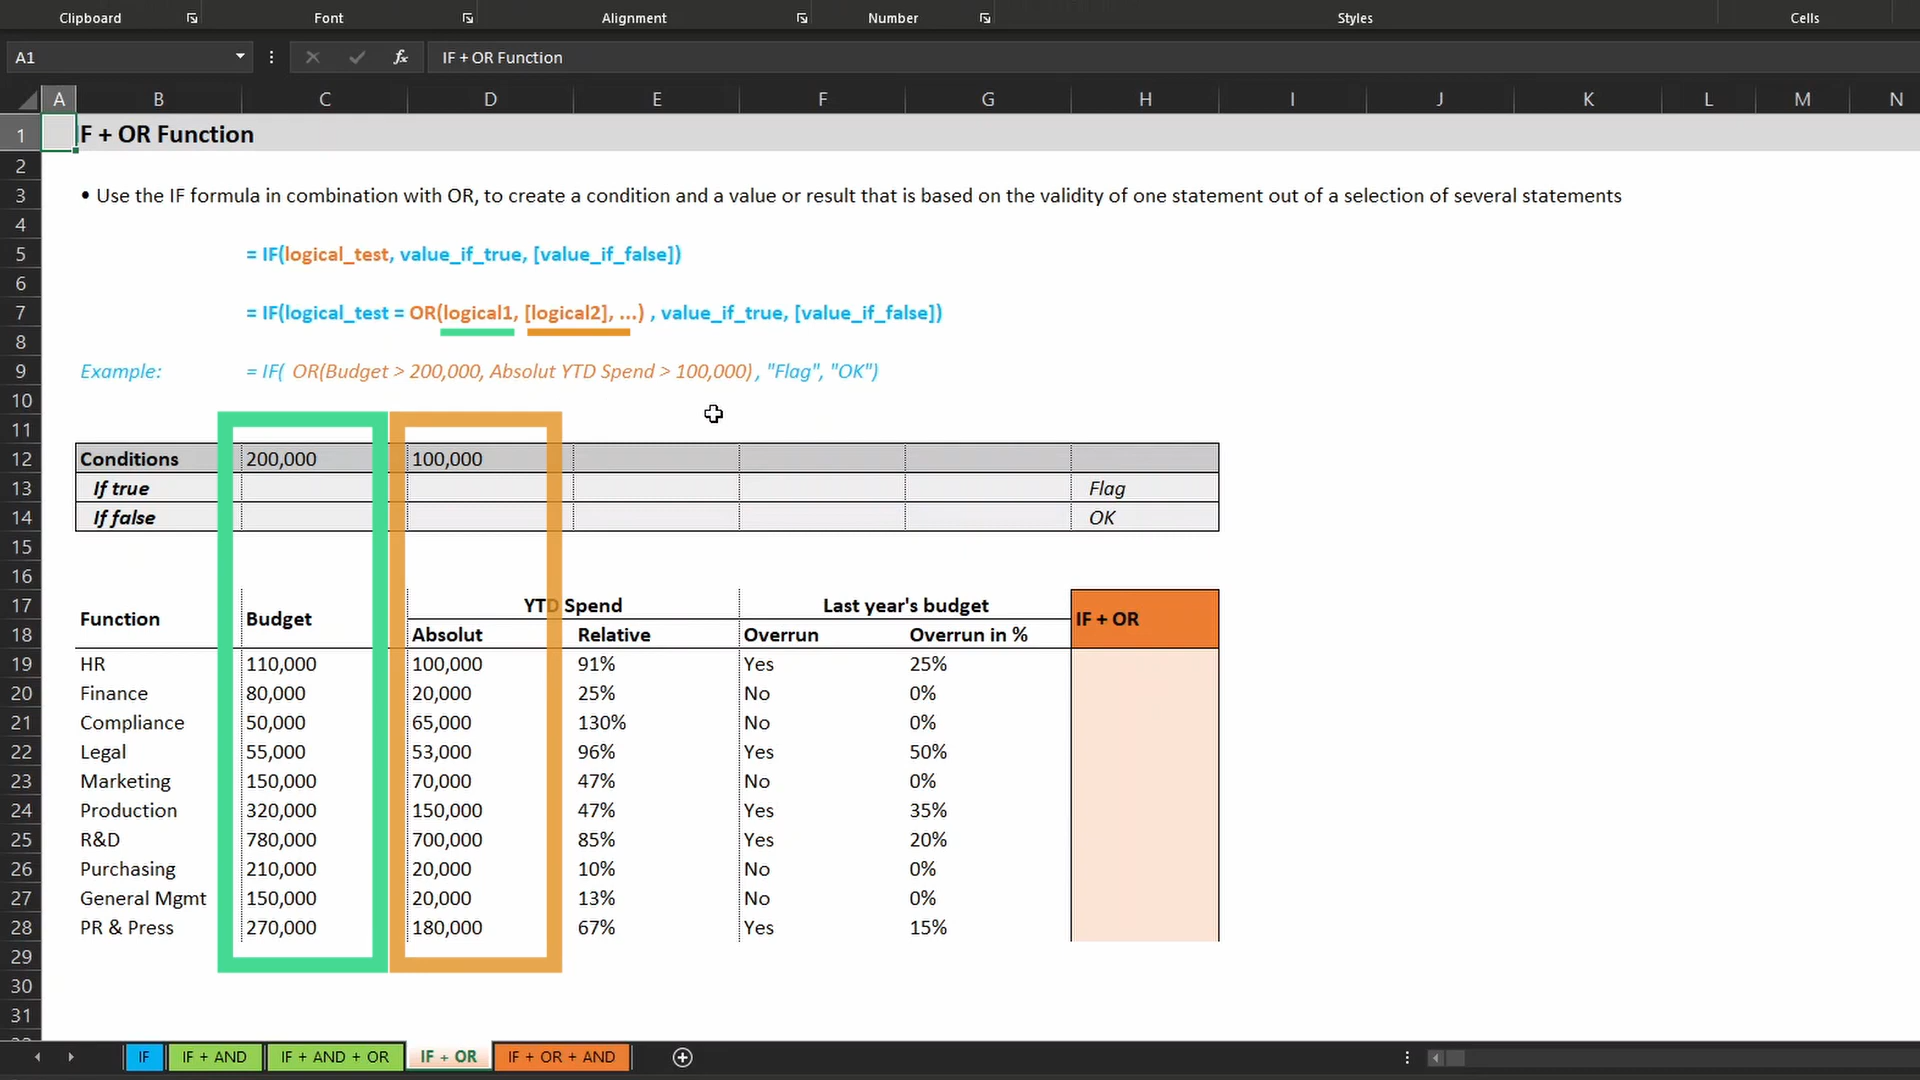 Clipboard Font Alignment Number Styles Cells
A1 fx IF + OR Function
A B C D E F G H I J K L M N
1 F + OR Function
2
3 • Use the IF formula in combination with OR, to create a condition and a value or result that is based on the validity of one statement out of a selection of several statements
4
5 = IF(logical_test, value_if_true, [value_if_false])
6
7 = IF(logical_test = OR(logical1, [logical2], ...) , value_if_true, [value_if_false])
8
9 Example: = IF( OR(Budget > 200,000, Absolut YTD Spend > 100,000) , "Flag", "OK")
10
11
12 Conditions 200,000 100,000
13 If true Flag
14 If false OK
15
16
17 YTD Spend Last year's budget
Function Budget IF + OR
18 Absolut Relative Overrun Overrun in %
19 HR 110,000 100,000 91% Yes 25%
20 Finance 80,000 20,000 25% No 0%
21 Compliance 50,000 65,000 130% No 0%
22 Legal 55,000 53,000 96% Yes 50%
23 Marketing 150,000 70,000 47% No 0%
24 Production 320,000 150,000 47% Yes 35%
25 R&D 780,000 700,000 85% Yes 20%
26 Purchasing 210,000 20,000 10% No 0%
27 General Mgmt 150,000 20,000 13% No 0%
28 PR & Press 270,000 180,000 67% Yes 15%
29
30
31
IF IF + AND IF + AND + OR IF + OR IF + OR + AND